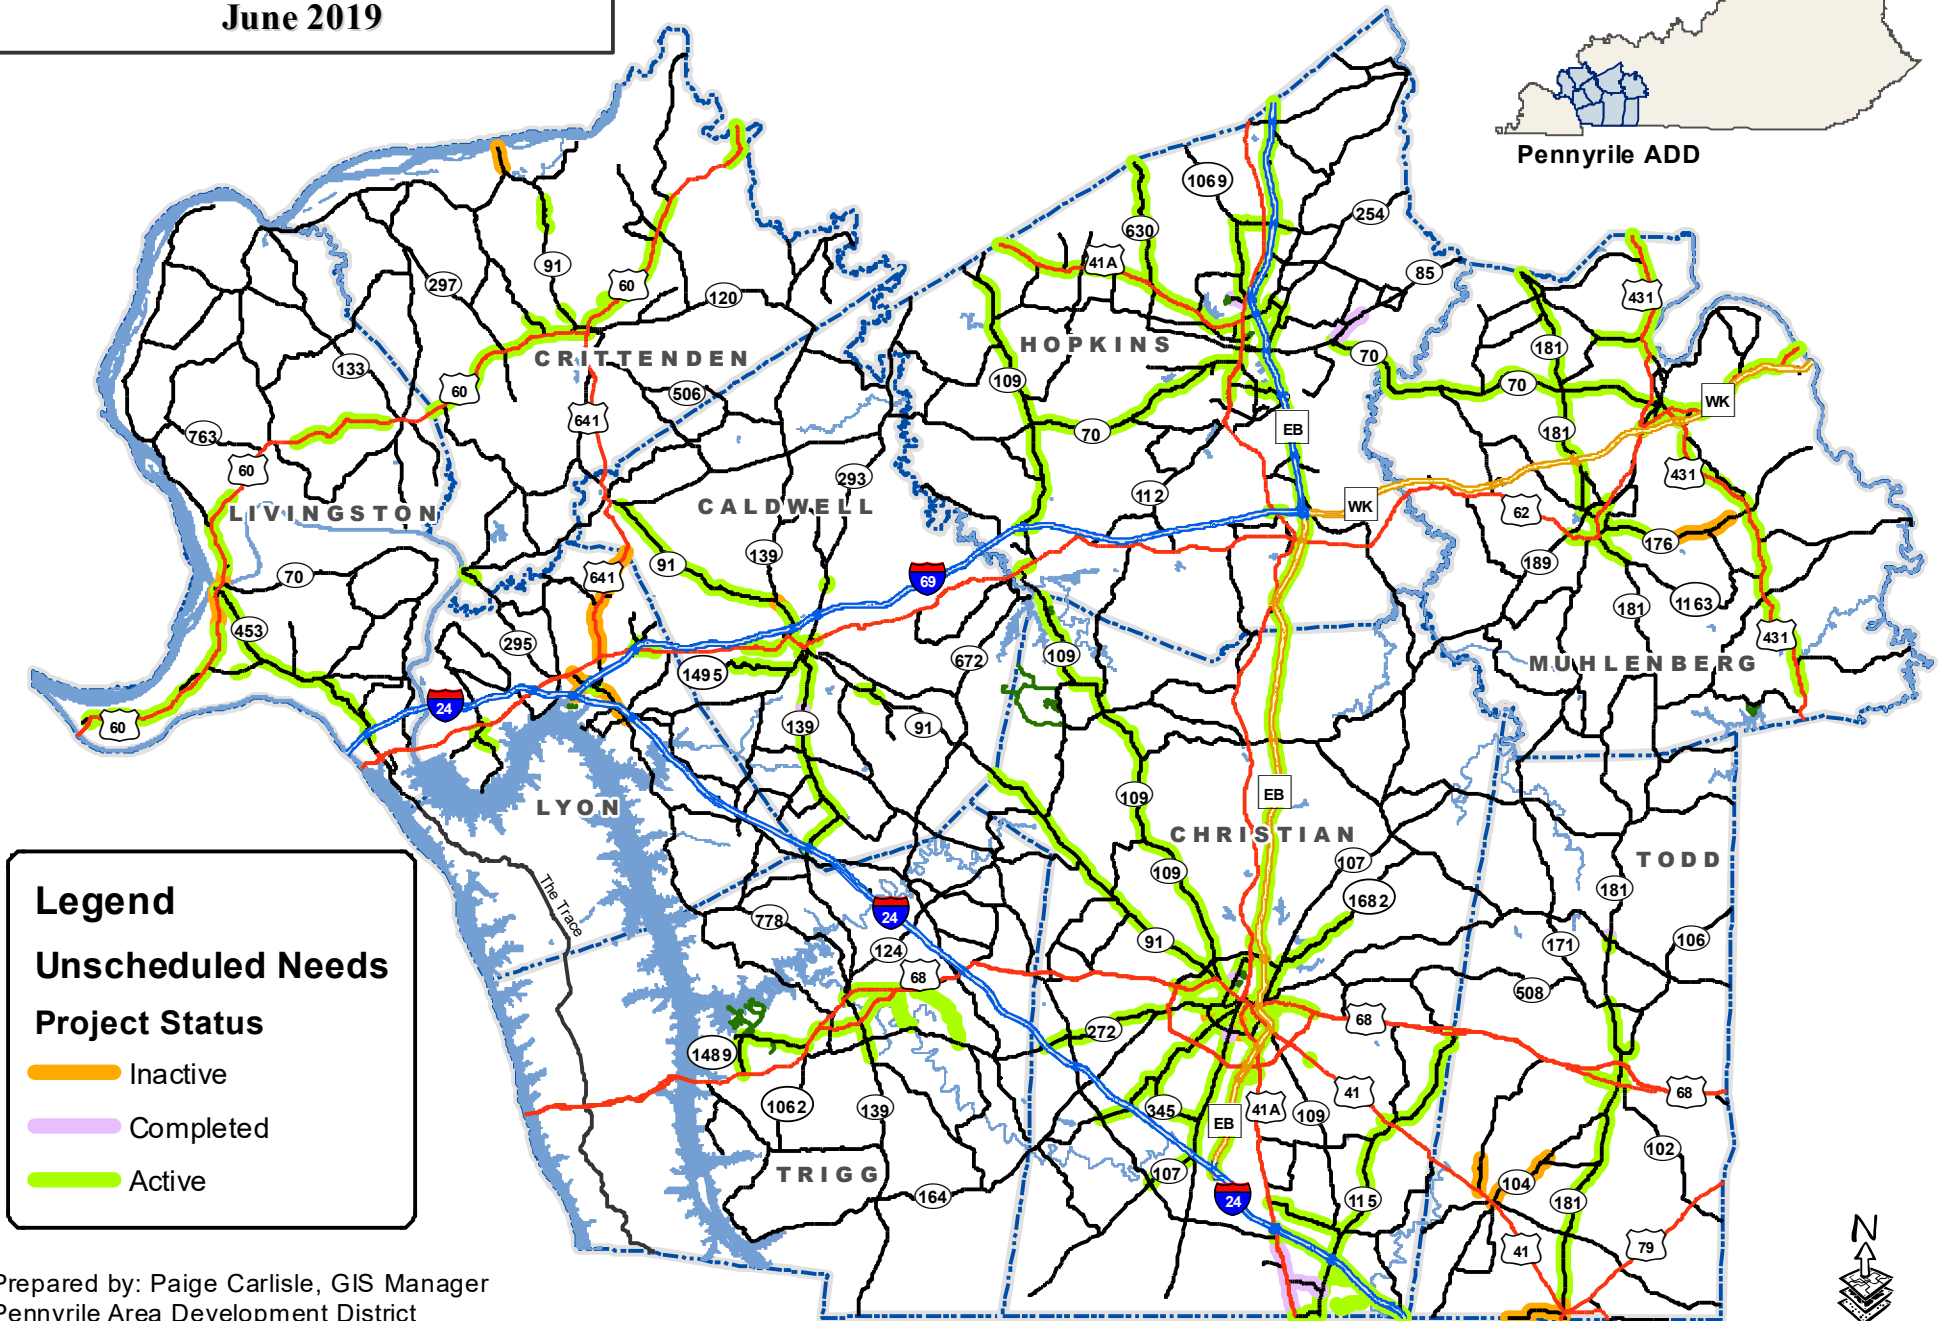 June 2019
Pennyrile ADD
1069
254
630
41A
85
91
297
60
120
431
HOPKINS
CRITTENDEN
181
133
70
109
60
506
70
WK
641
EB
763
70
181
60
293
431
112
WK
LIVINGSTON
CALDWELL
62
176
139
91
189
70
69
641
181
1163
453
295
431
109
672
1495
MUHLENBERG
24
60
139
91
EB
109
LYON
CHRISTIAN
107
TODD
109
181
1682
The Trace
778
24
91
171
106
124
68
508
68
272
1489
41
68
1062
139
345
41A
109
EB
102
TRIGG
107
104
164
24
115
181
41
79
Legend
Unscheduled Needs
Project Status
Inactive
Completed
Active
N
Prepared by: Paige Carlisle, GIS Manager
Pennyrile Area Development District